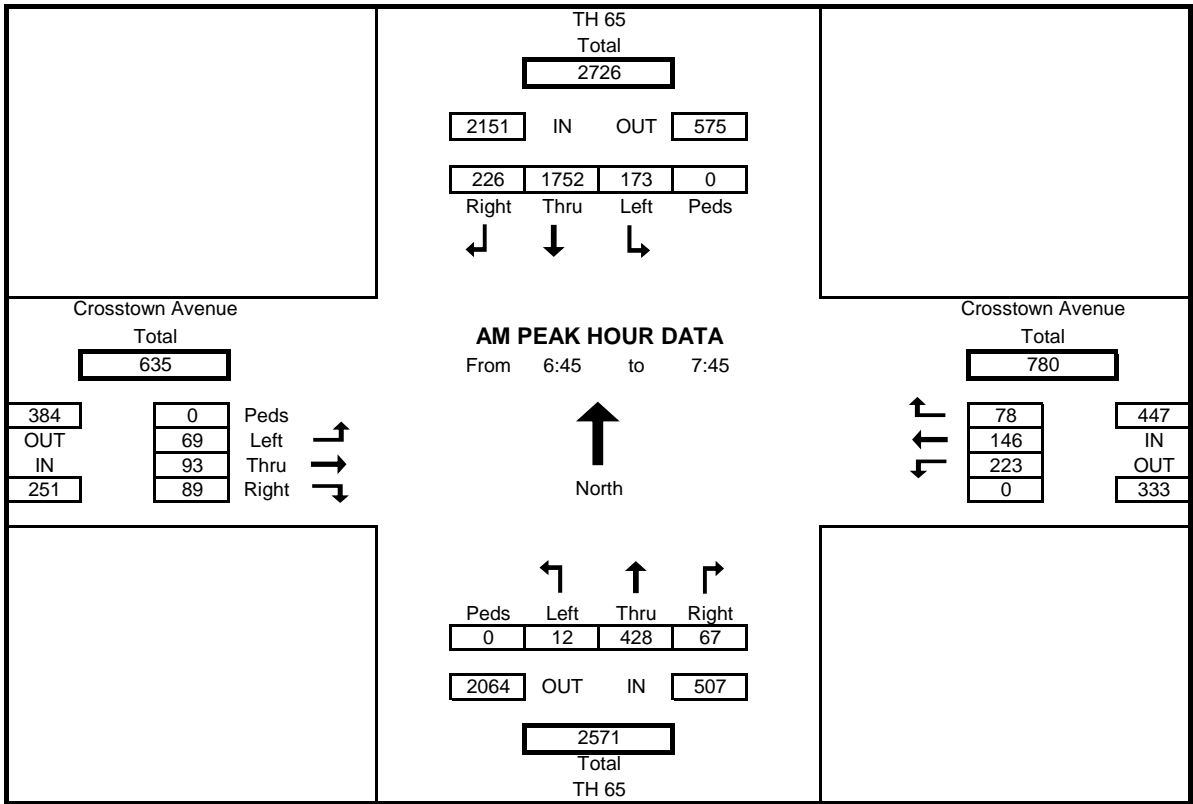 TH 65
Total
2726
2151 IN OUT 575
226 1752 173 0
Right Thru Left Peds
Crosstown Avenue
Total
635
384 0 Peds
OUT 69 Left
IN 93 Thru
251 89 Right
AM PEAK HOUR DATA
From 6:45 to 7:45
North
Crosstown Avenue
Total
780
78 447
146 IN
223 OUT
0 333
Peds Left Thru Right
0 12 428 67
2064 OUT IN 507
2571
Total
TH 65